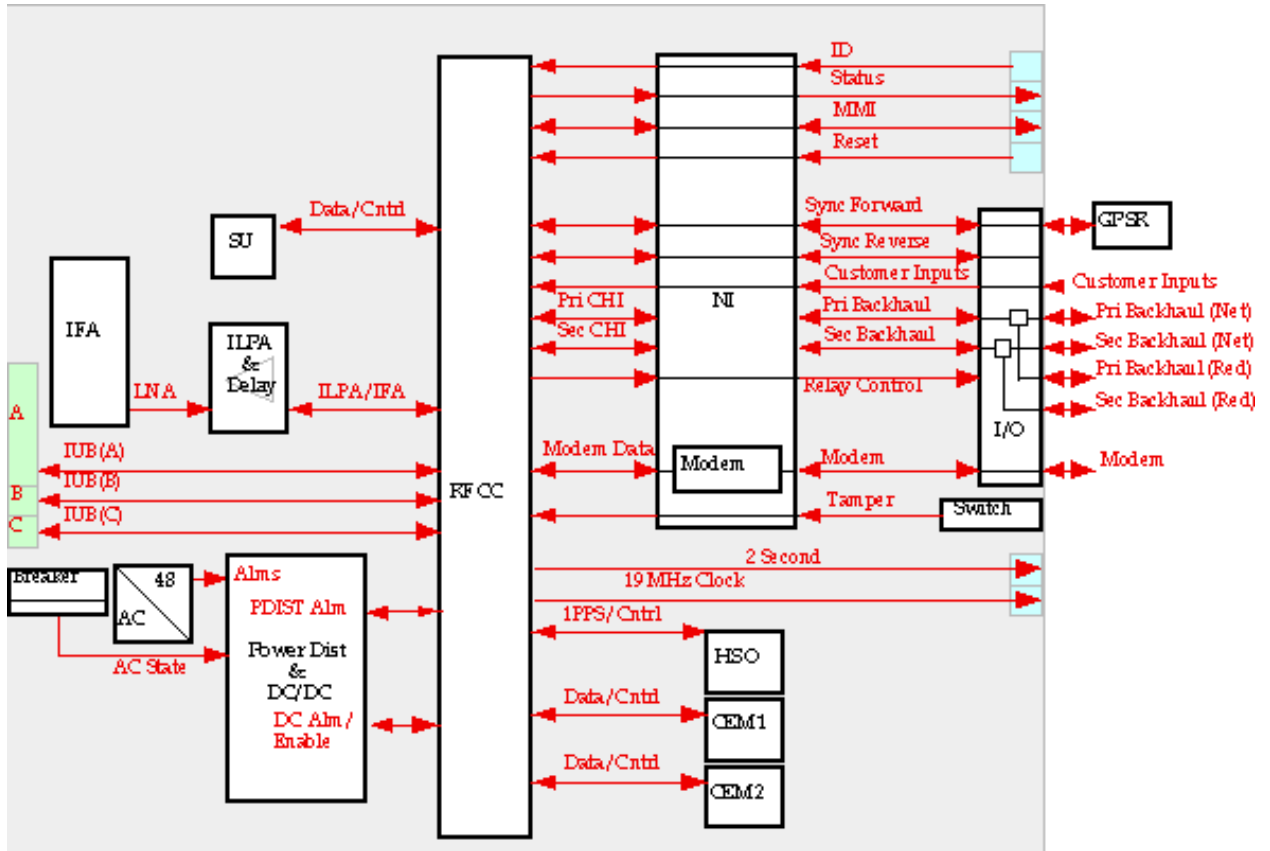 ID
Status
MMI
Reset
Data/Cntrl
SU
Sync Forward
GPSR
Sync Reverse
Customer Inputs
Customer Inputs
IFA
Pri CHI
NI
Pri Backhaul
Pri Backhaul (Net)
Sec CHI
Sec Backhaul
Sec Backhaul (Net)
ILPA
&
Delay
Pri Backhaul (Red)
LNA
ILPA/IFA
Relay Control
Sec Backhaul (Red)
A
I/O
IUB(A)
Modem Data
Modem
Modem
Modem
IUB(B)
B
RFCC
IUB(C)
C
Tamper
Switch
2 Second
Breaker
48
AC
Alms
19 MHz Clock
PDIST Alm
1PPS/Cntrl
AC State
Power Dist
&
DC/DC
HSO
DC Alm/
Enable
Data/Cntrl
CEM1
Data/Cntrl
CEM2